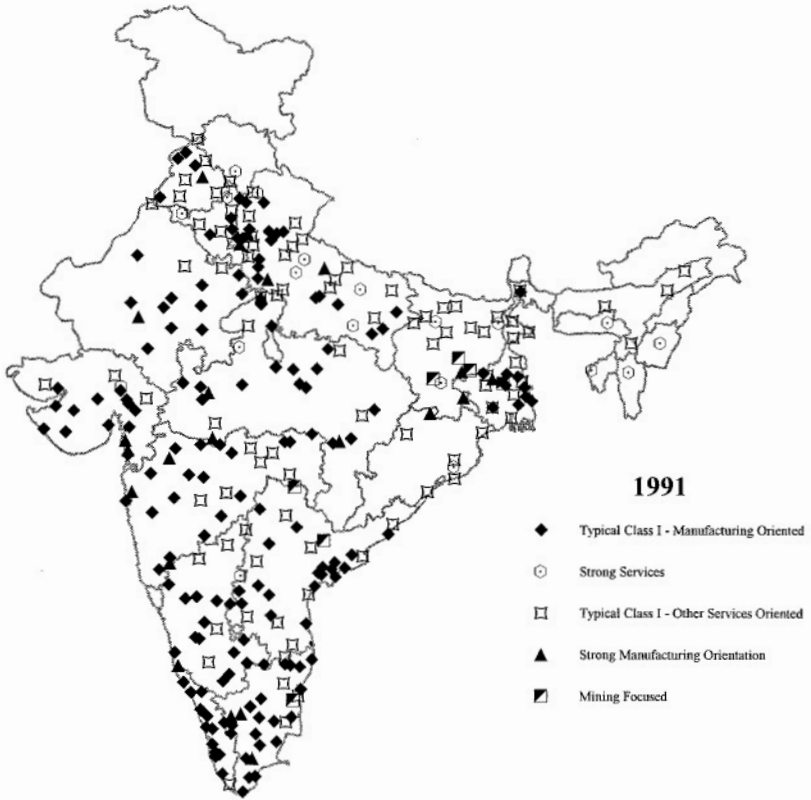 1991
Typical Class I - Manufacturing Oriented
Strong Services
Typical Class I - Other Services Oriented
Strong Manufacturing Orientation
Mining Focused